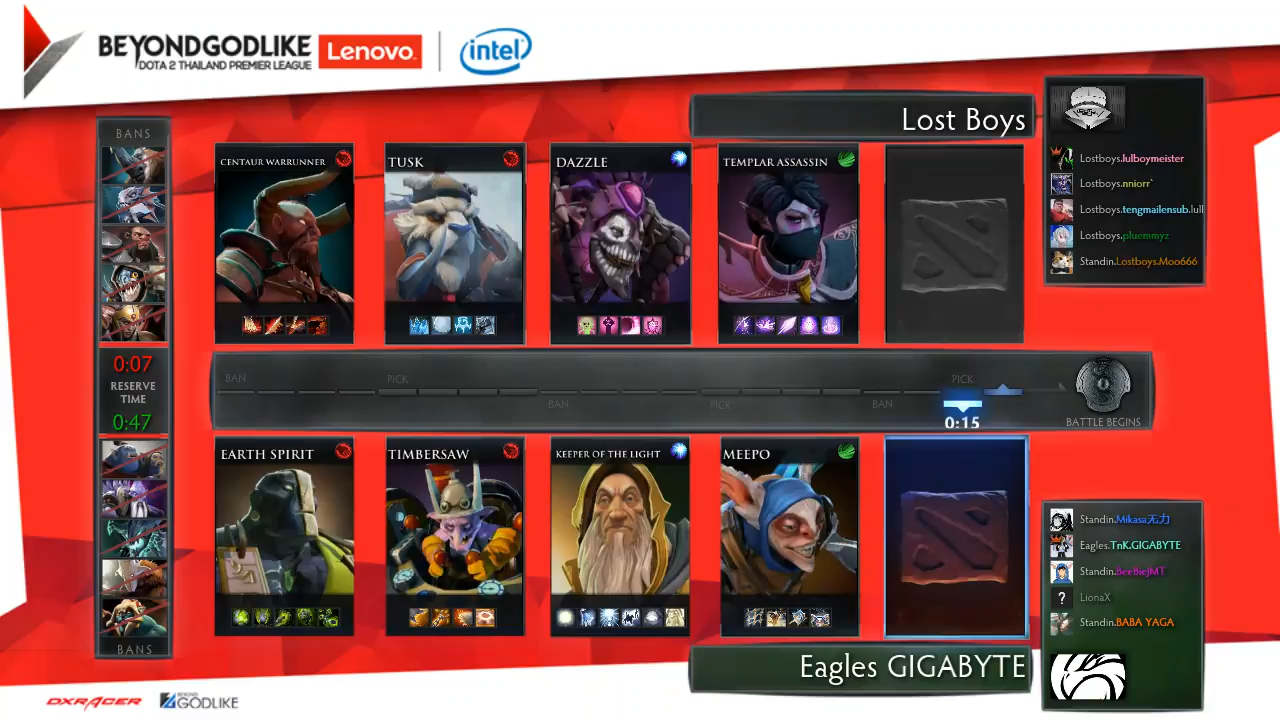 BEYONDGODLIKE
DOTA 2 THAILAND PREMIER LEAGUE
Lenovo
intel
Lost Boys
BANS
CENTAUR WARRUNNER
TUSK
DAZZLE
TEMPLAR ASSASSIN
Lostboys.lulboymeister
Lostboys.nniorr`
Lostboys.tengmailensub.lull
Lostboys.pluemmyz
Standin.Lostboys.Moo666
0:07
RESERVE
TIME
0:47
BAN
PICK
PICK
BAN
PICK
BAN
0:15
BATTLE BEGINS
EARTH SPIRIT
TIMBERSAW
KEEPER OF THE LIGHT
MEEPO
Standin.Mikasa无力
Eagles.TnK.GIGABYTE
Standin.BeeBieJMT
? LionaX
Standin.BABA YAGA
BANS
Eagles GIGABYTE
DXRACER
BEYOND
GODLIKE